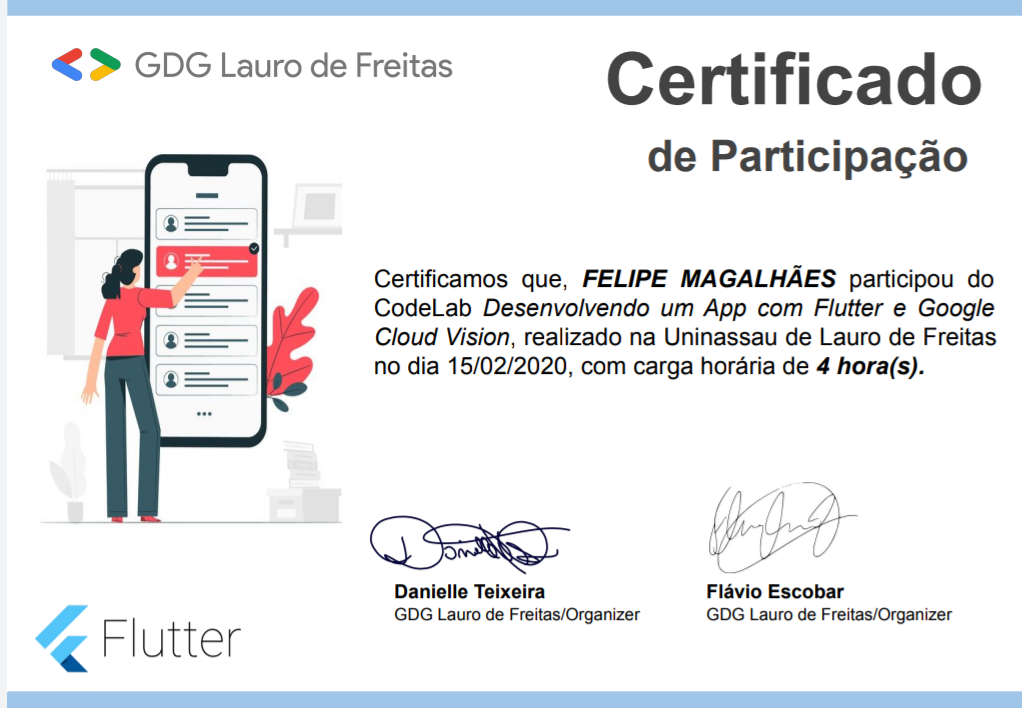 GDG Lauro de Freitas
Certificado
de Participação
Certificamos que, FELIPE MAGALHÃES participou do
CodeLab Desenvolvendo um App com Flutter e Google
Cloud Vision, realizado na Uninassau de Lauro de Freitas
no dia 15/02/2020, com carga horária de 4 hora(s).
Danielle Teixeira
GDG Lauro de Freitas/Organizer
Flávio Escobar
GDG Lauro de Freitas/Organizer
Flutter